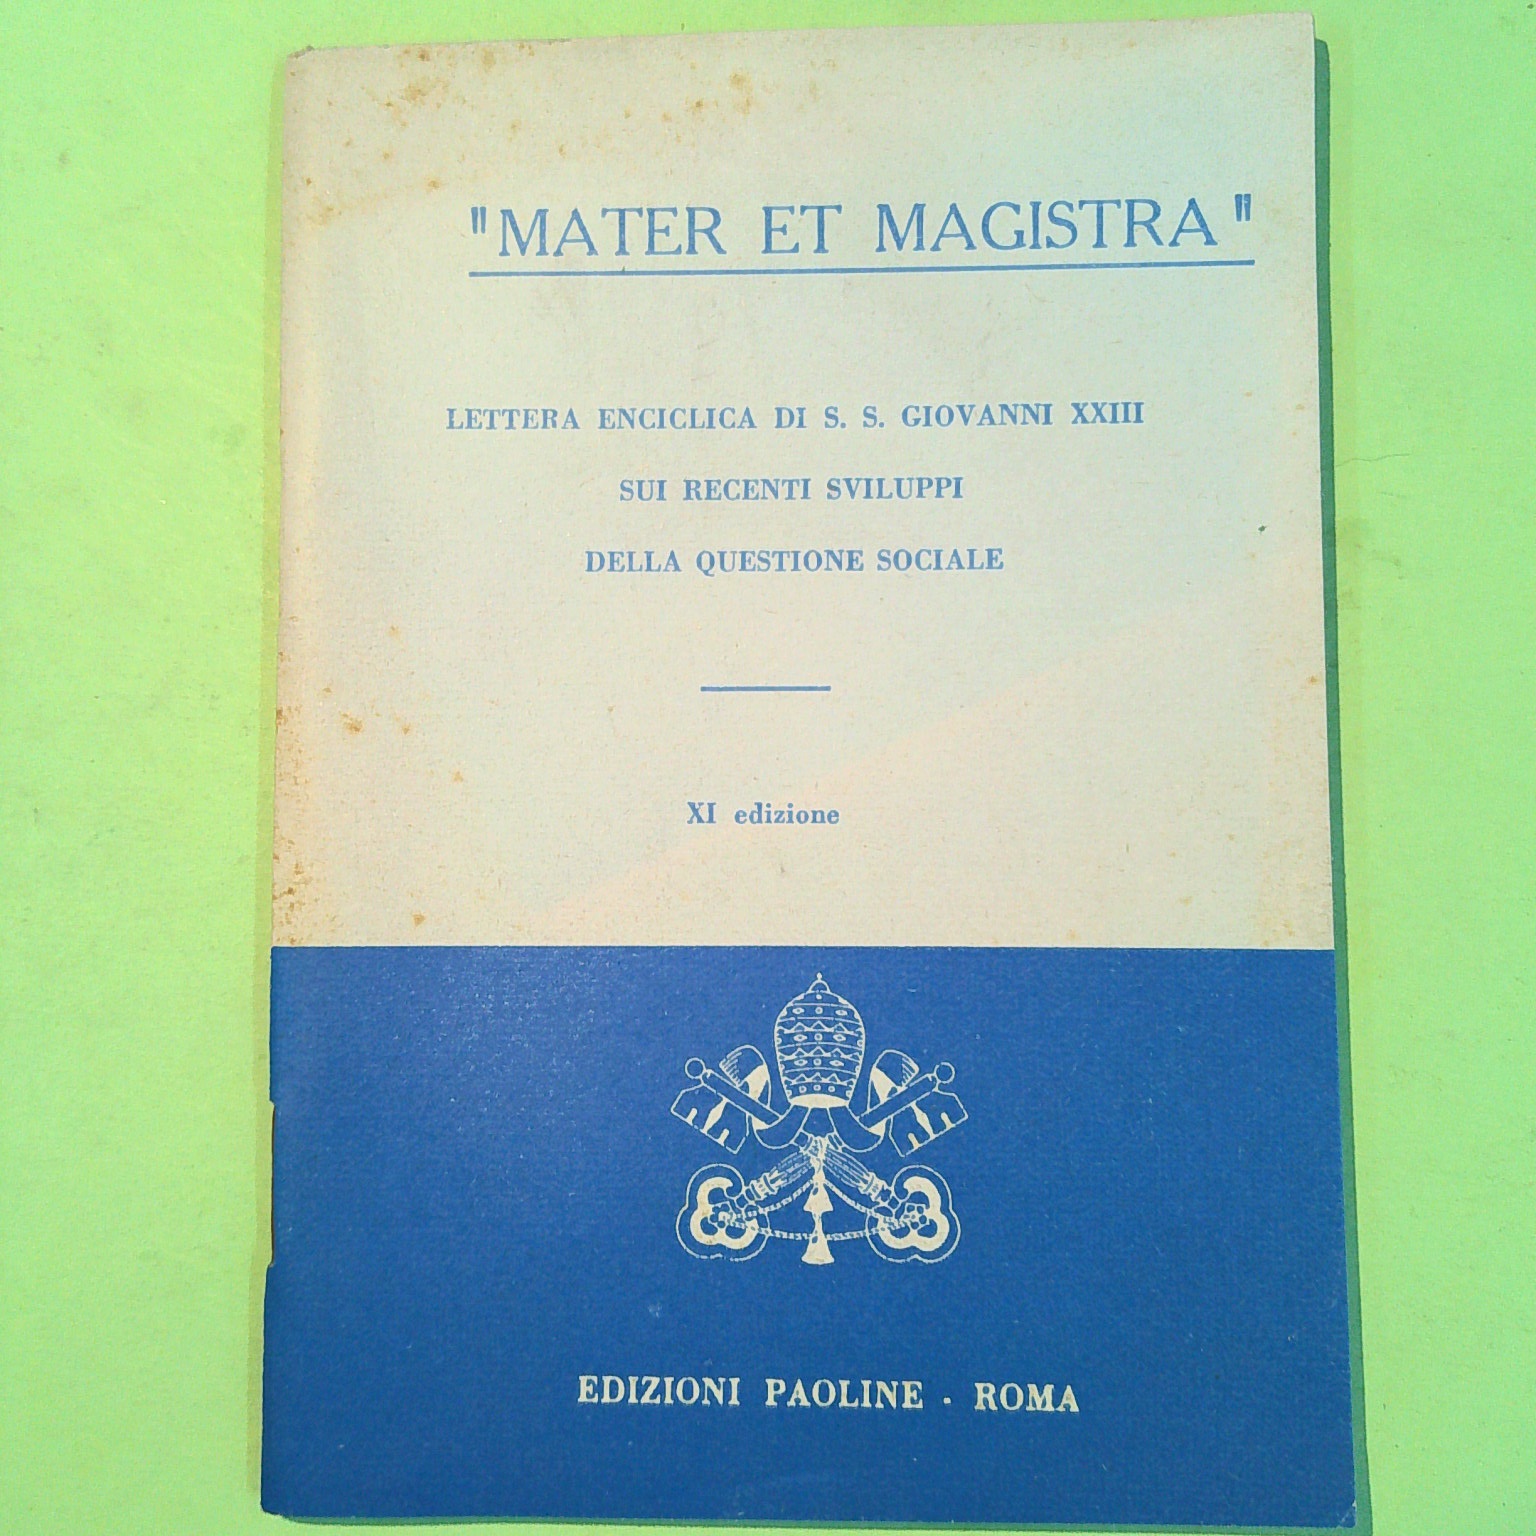 "MATER ET MAGISTRA"
LETTERA ENCICLICA DI S. S. GIOVANNI XXIII
SUI RECENTI SVILUPPI
DELLA QUESTIONE SOCIALE
XI edizione
EDIZIONI PAOLINE - ROMA